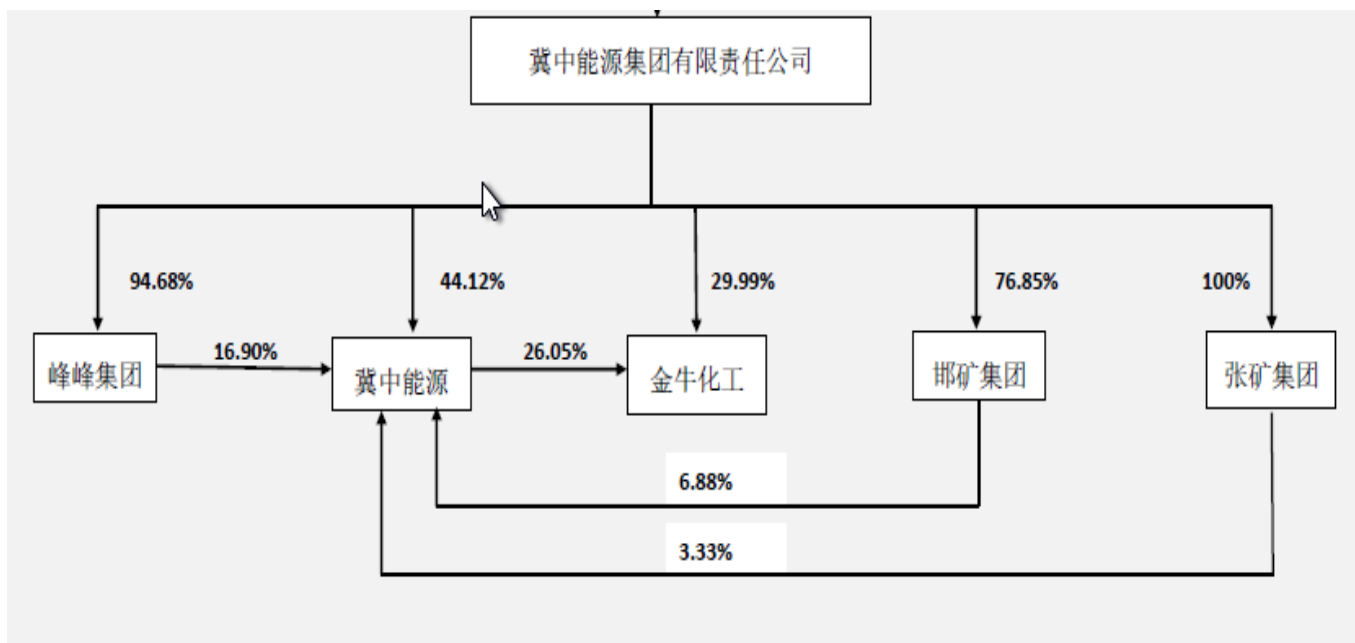 冀中能源集团有限责任公司
94.68%
44.12%
29.99%
76.85%
100%
峰峰集团
16.90%
冀中能源
26.05%
金牛化工
邯矿集团
张矿集团
6.88%
3.33%